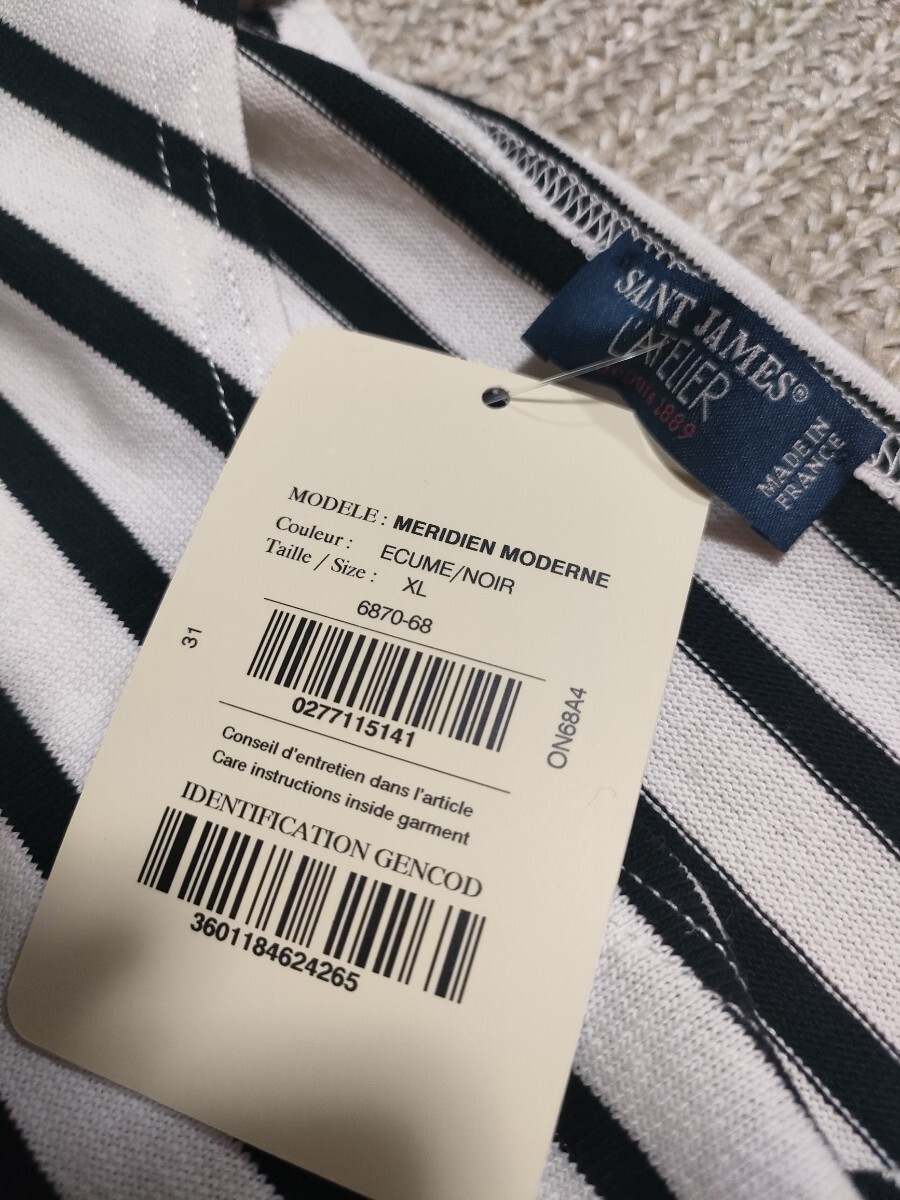 SAINT JAMES®
L'ATELIER
depuis 1889
MADE IN
FRANCE
MODELE : MERIDIEN MODERNE
Couleur : ECUME/NOIR
Taille / Size : XL
6870-68
31
0277115141
ON68A4
Conseil d'entretien dans l'article
Care instructions inside garment
IDENTIFICATION GENCOD
3601184624265